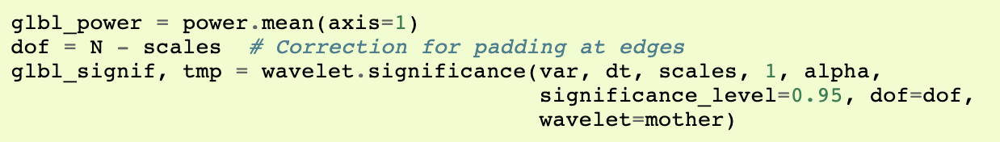 glbl_power = power.mean(axis=1)
dof = N - scales  # Correction for padding at edges
glbl_signif, tmp = wavelet.significance(var, dt, scales, 1, alpha,
                                        significance_level=0.95, dof=dof,
                                        wavelet=mother)